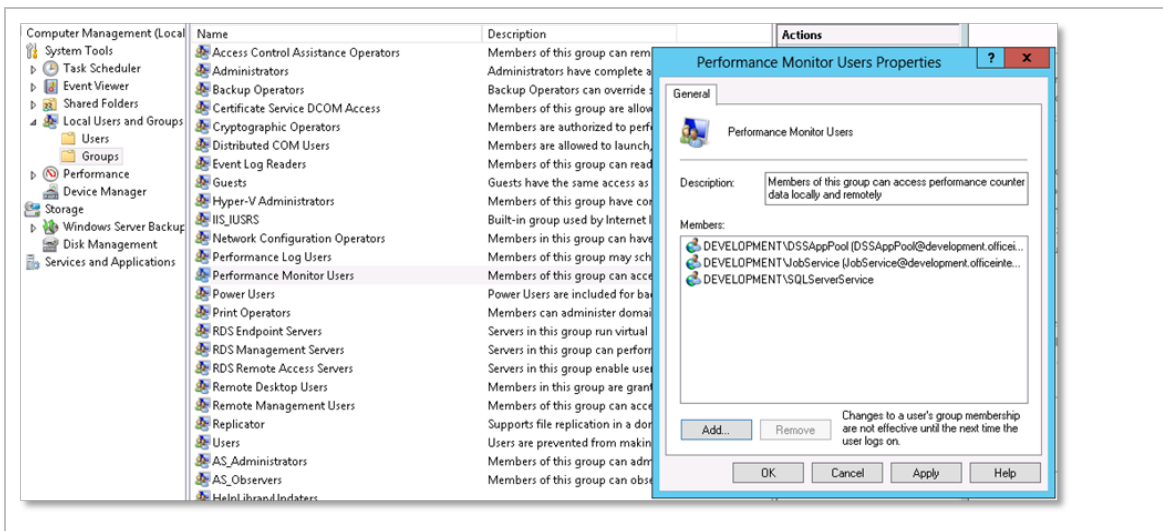 Computer Management (Local
System Tools
Task Scheduler
Event Viewer
Shared Folders
Local Users and Groups
Users
Groups
Performance
Device Manager
Storage
Windows Server Backup
Disk Management
Services and Applications
Name Description Actions
Access Control Assistance Operators Members of this group can rem
Administrators Administrators have complete a
Backup Operators Backup Operators can override s
Certificate Service DCOM Access Members of this group are allow
Cryptographic Operators Members are authorized to perf
Distributed COM Users Members are allowed to launch,
Event Log Readers Members of this group can read
Guests Guests have the same access as
Hyper-V Administrators Members of this group have con
IIS_IUSRS Built-in group used by Internet I
Network Configuration Operators Members in this group can have
Performance Log Users Members of this group may sch
Performance Monitor Users Members of this group can acce
Power Users Power Users are included for ba
Print Operators Members can administer domai
RDS Endpoint Servers Servers in this group run virtual
RDS Management Servers Servers in this group can perform
RDS Remote Access Servers Servers in this group enable user
Remote Desktop Users Members in this group are grant
Remote Management Users Members of this group can acce
Replicator Supports file replication in a dor
Users Users are prevented from makin
AS_Administrators Members of this group can adm
AS_Observers Members of this group can obse
HelpLibraryUpdaters
Performance Monitor Users Properties ? x
General
Performance Monitor Users
Description: Members of this group can access performance counter
data locally and remotely
Members:
DEVELOPMENT\DSSAppPool (DSSAppPool@development.officei...
DEVELOPMENT\JobService (JobService@development.officeinte...
DEVELOPMENT\SQLServerService
Add... Remove Changes to a user's group membership
are not effective until the next time the
user logs on.
OK Cancel Apply Help